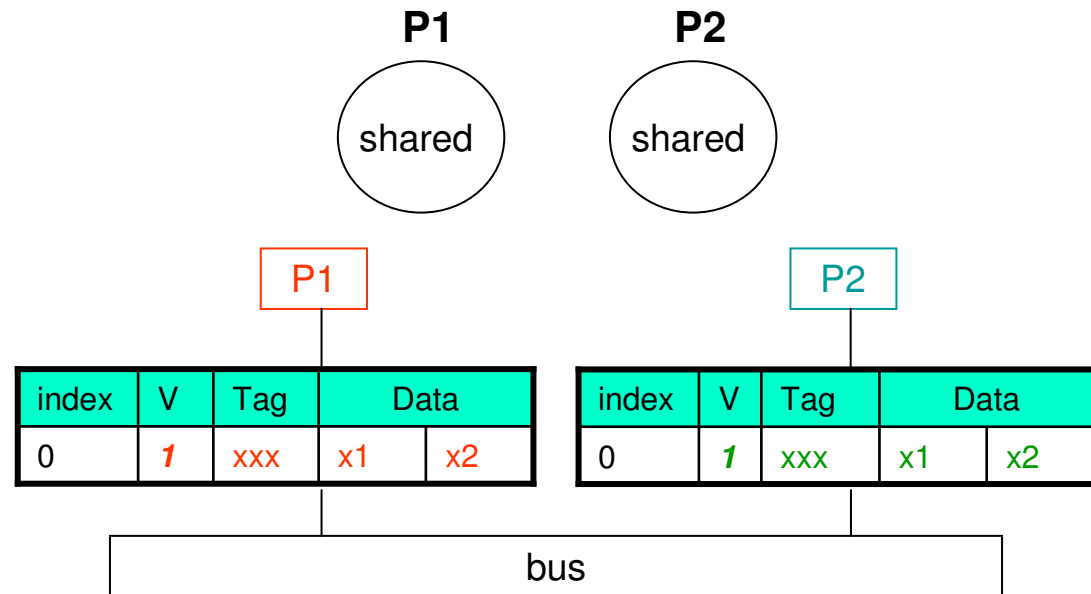 P1 P2
shared shared
P1 P2
index V Tag Data index V Tag Data
0 1 xxx x1 x2 0 1 xxx x1 x2
bus